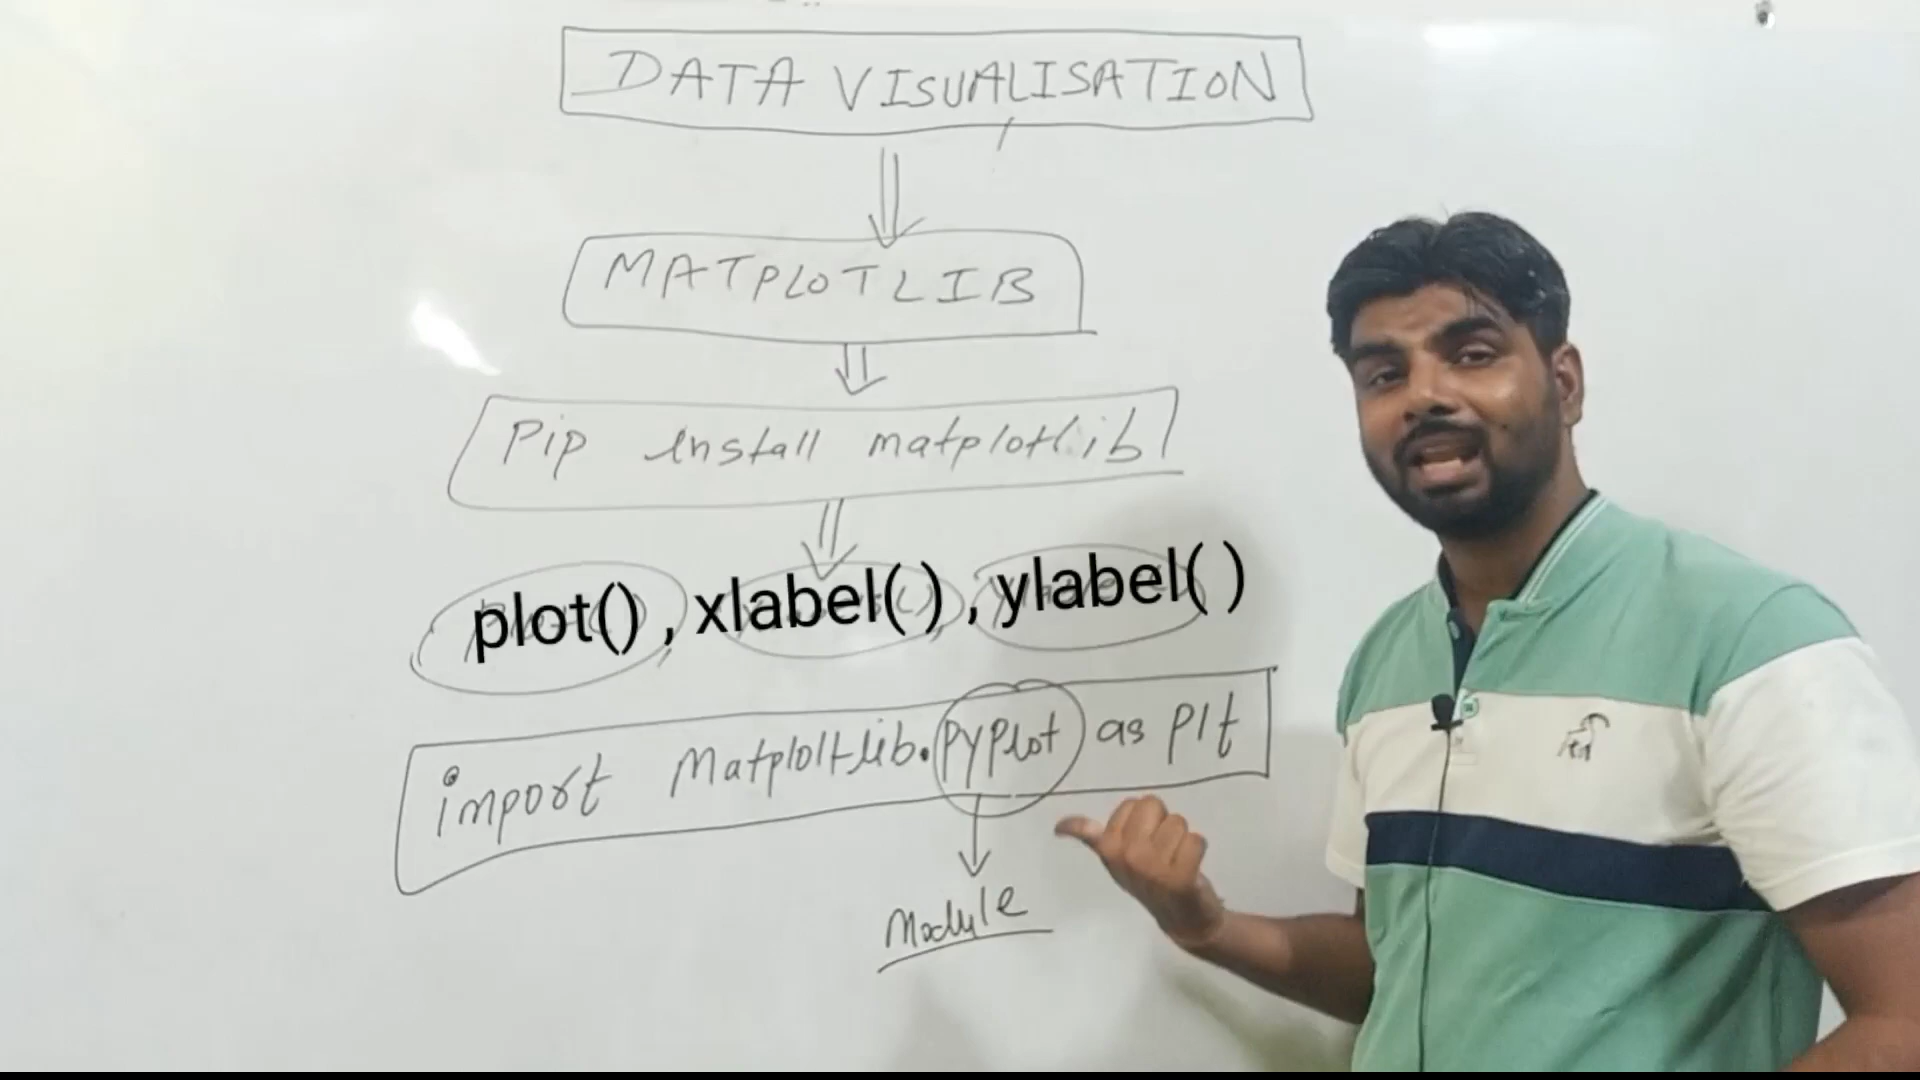 DATA VISUALISATION
MATPLOTLIB
Pip install matplotlib
plot() , xlabel( ) , ylabel( )
import Matplotlib.pyplot as plt
Module